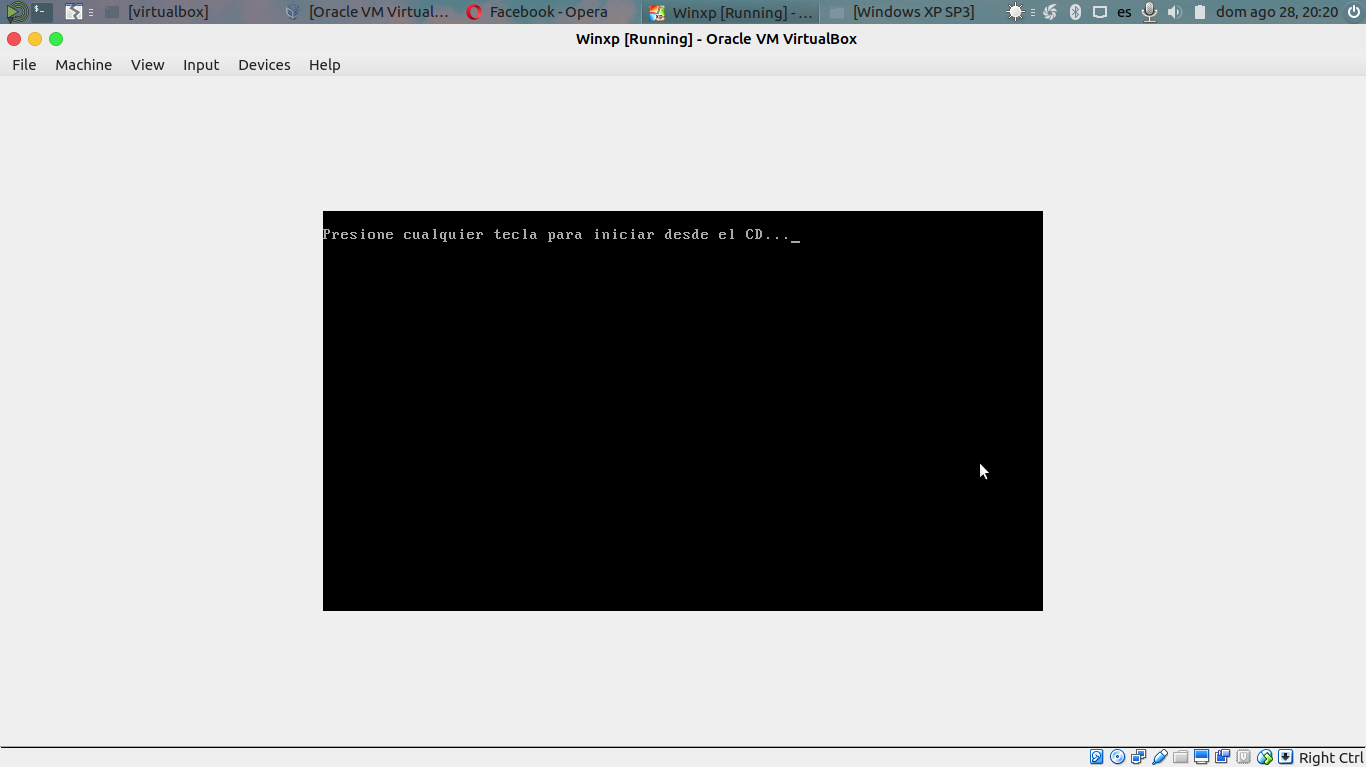 [virtualbox] [Oracle VM Virtual... Facebook - Opera Winxp [Running] - ... [Windows XP SP3] es dom ago 28, 20:20
Winxp [Running] - Oracle VM VirtualBox
File Machine View Input Devices Help
Presione cualquier tecla para iniciar desde el CD..._
Right Ctrl